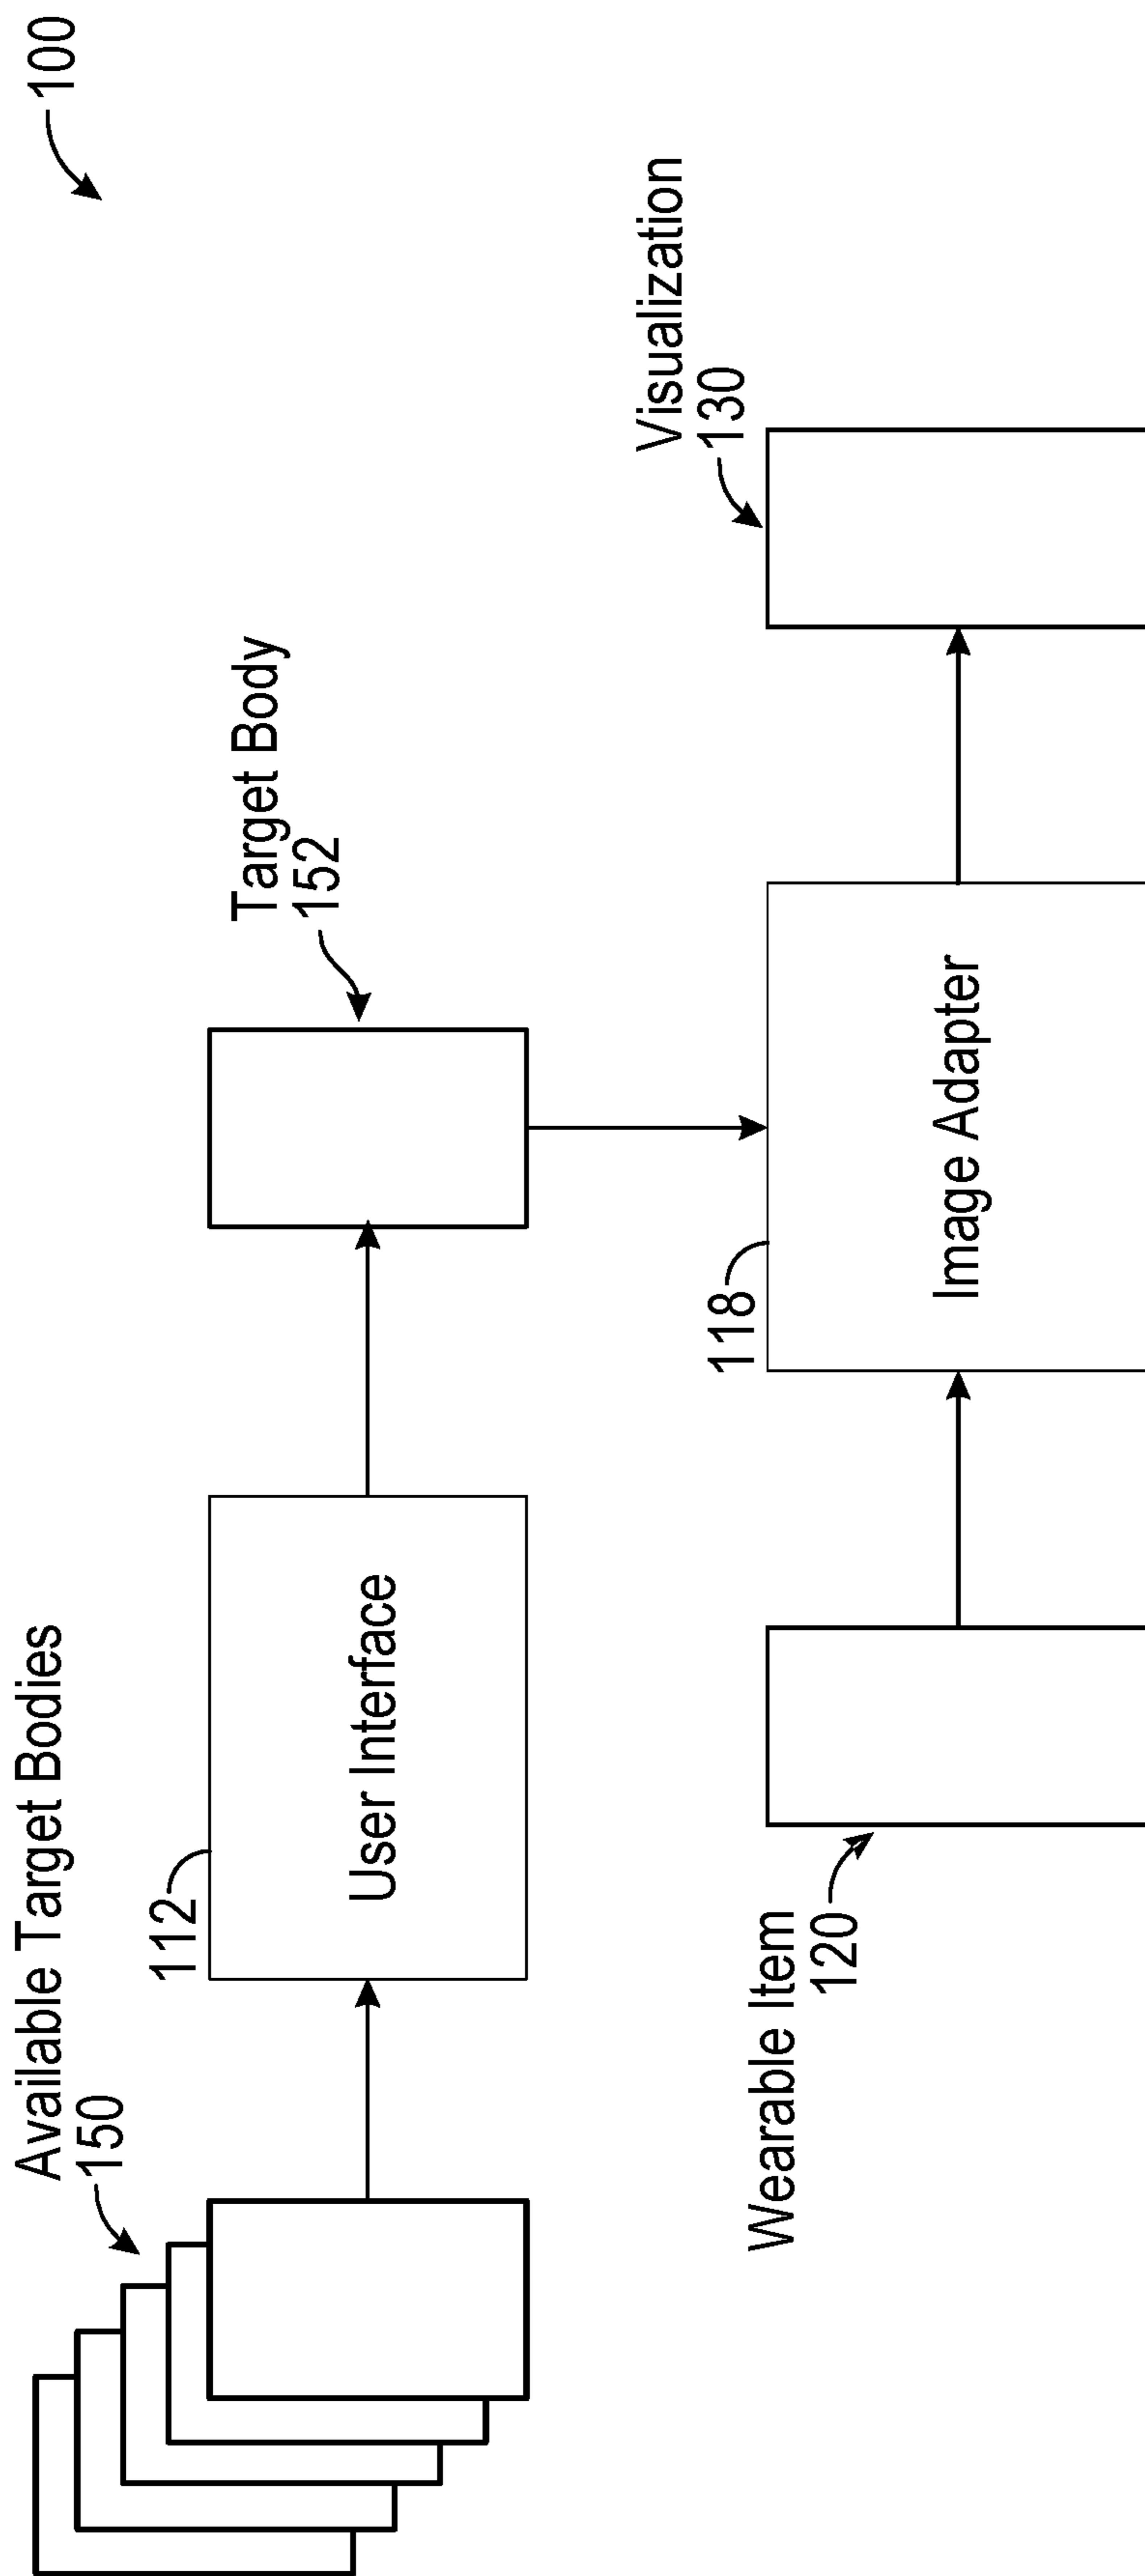 100
Available Target Bodies
150
112
User Interface
Target Body
152
Wearable Item
120
118
Image Adapter
Visualization
130